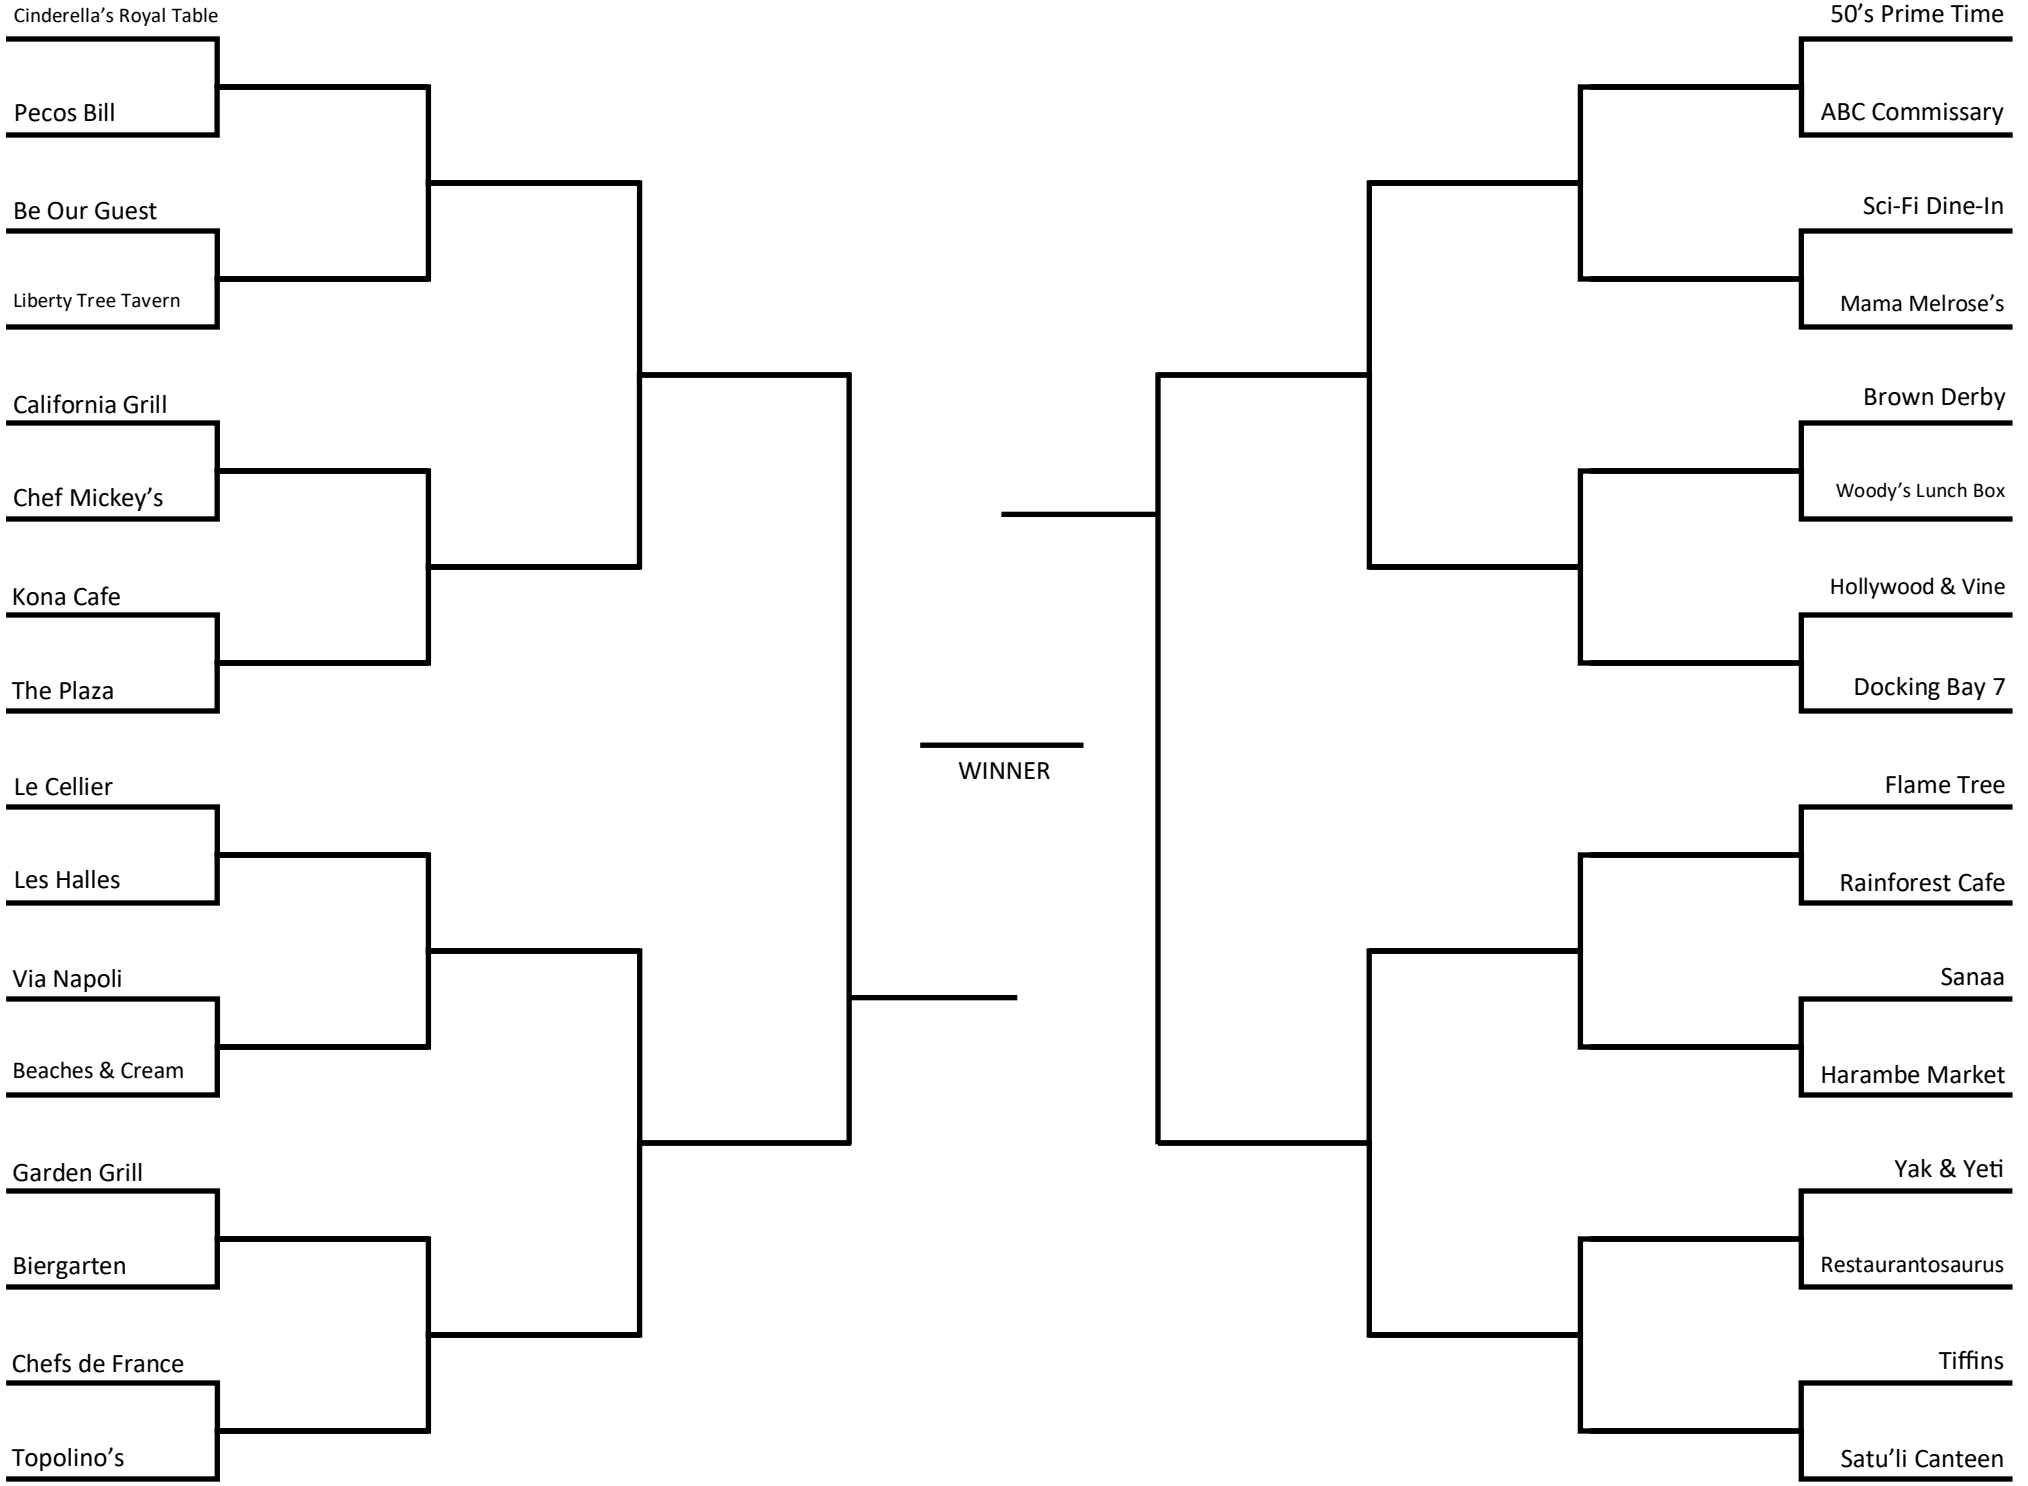 Cinderella’s Royal Table
Pecos Bill
Be Our Guest
Liberty Tree Tavern
California Grill
Chef Mickey’s
Kona Cafe
The Plaza
Le Cellier
Les Halles
Via Napoli
Beaches & Cream
Garden Grill
Biergarten
Chefs de France
Topolino’s
WINNER
50’s Prime Time
ABC Commissary
Sci-Fi Dine-In
Mama Melrose’s
Brown Derby
Woody’s Lunch Box
Hollywood & Vine
Docking Bay 7
Flame Tree
Rainforest Cafe
Sanaa
Harambe Market
Yak & Yeti
Restaurantosaurus
Tiffins
Satu’li Canteen